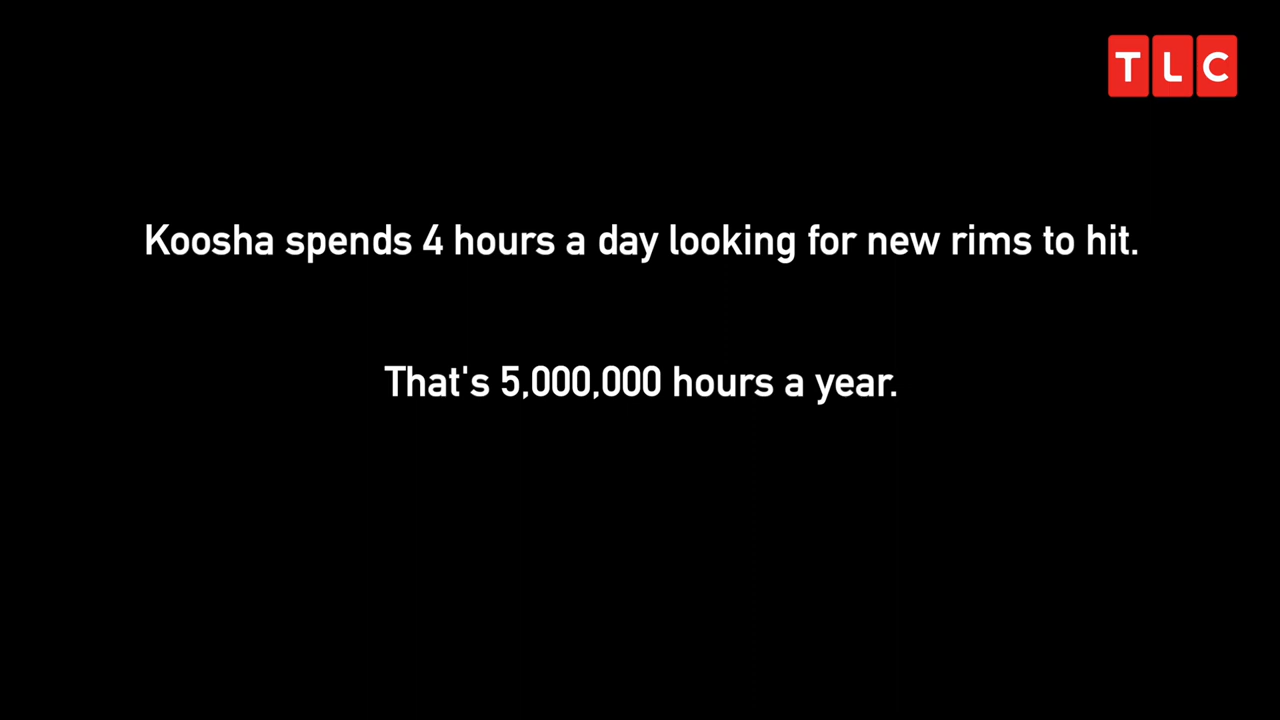 TLC
Koosha spends 4 hours a day looking for new rims to hit.
That's 5,000,000 hours a year.